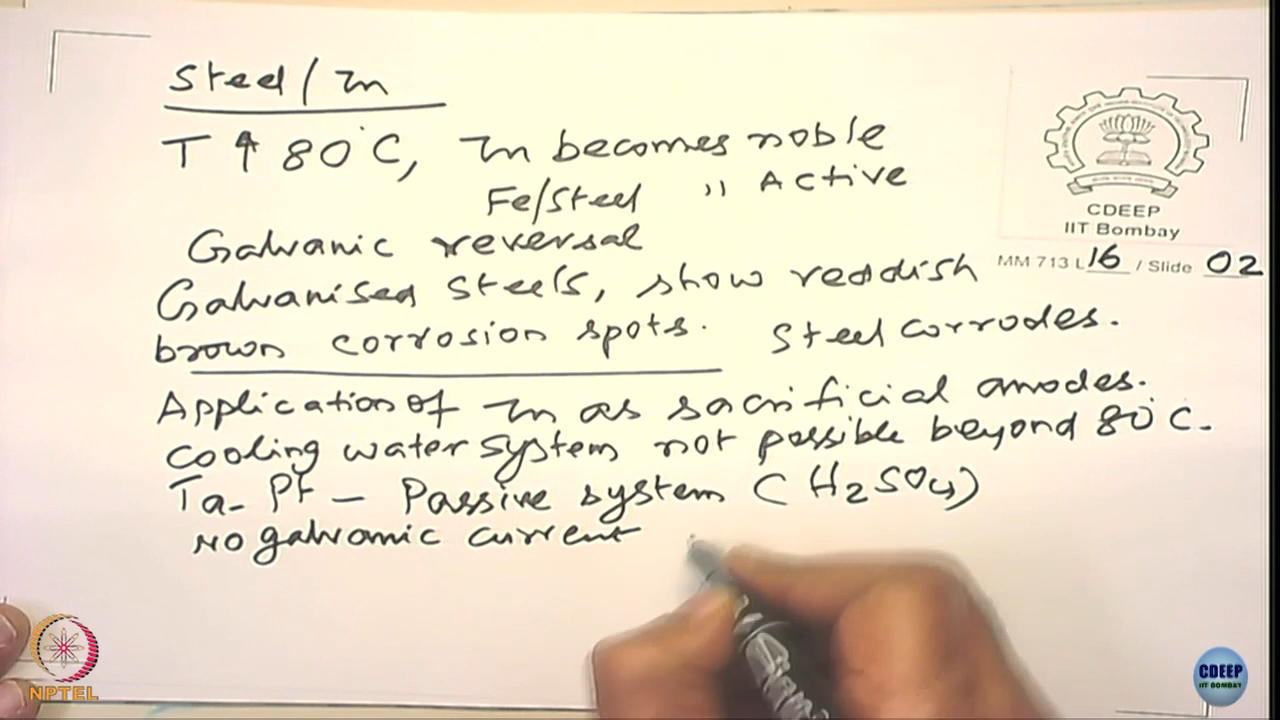 Steel / Zn
T ↑ 80°C, Zn becomes noble
Fe/Steel " Active
Galvanic reversal
Galvanised steels, show reddish
brown corrosion spots. Steel corrodes.
Application of Zn as sacrificial anodes.
cooling water system not possible beyond 80°C.
Ta - Pt - Passive system (H2SO4)
NO galvanic current
CDEEP
IIT Bombay
MM 713 L 16 / Slide 02
NPTEL
CDEEP
IIT BOMBAY